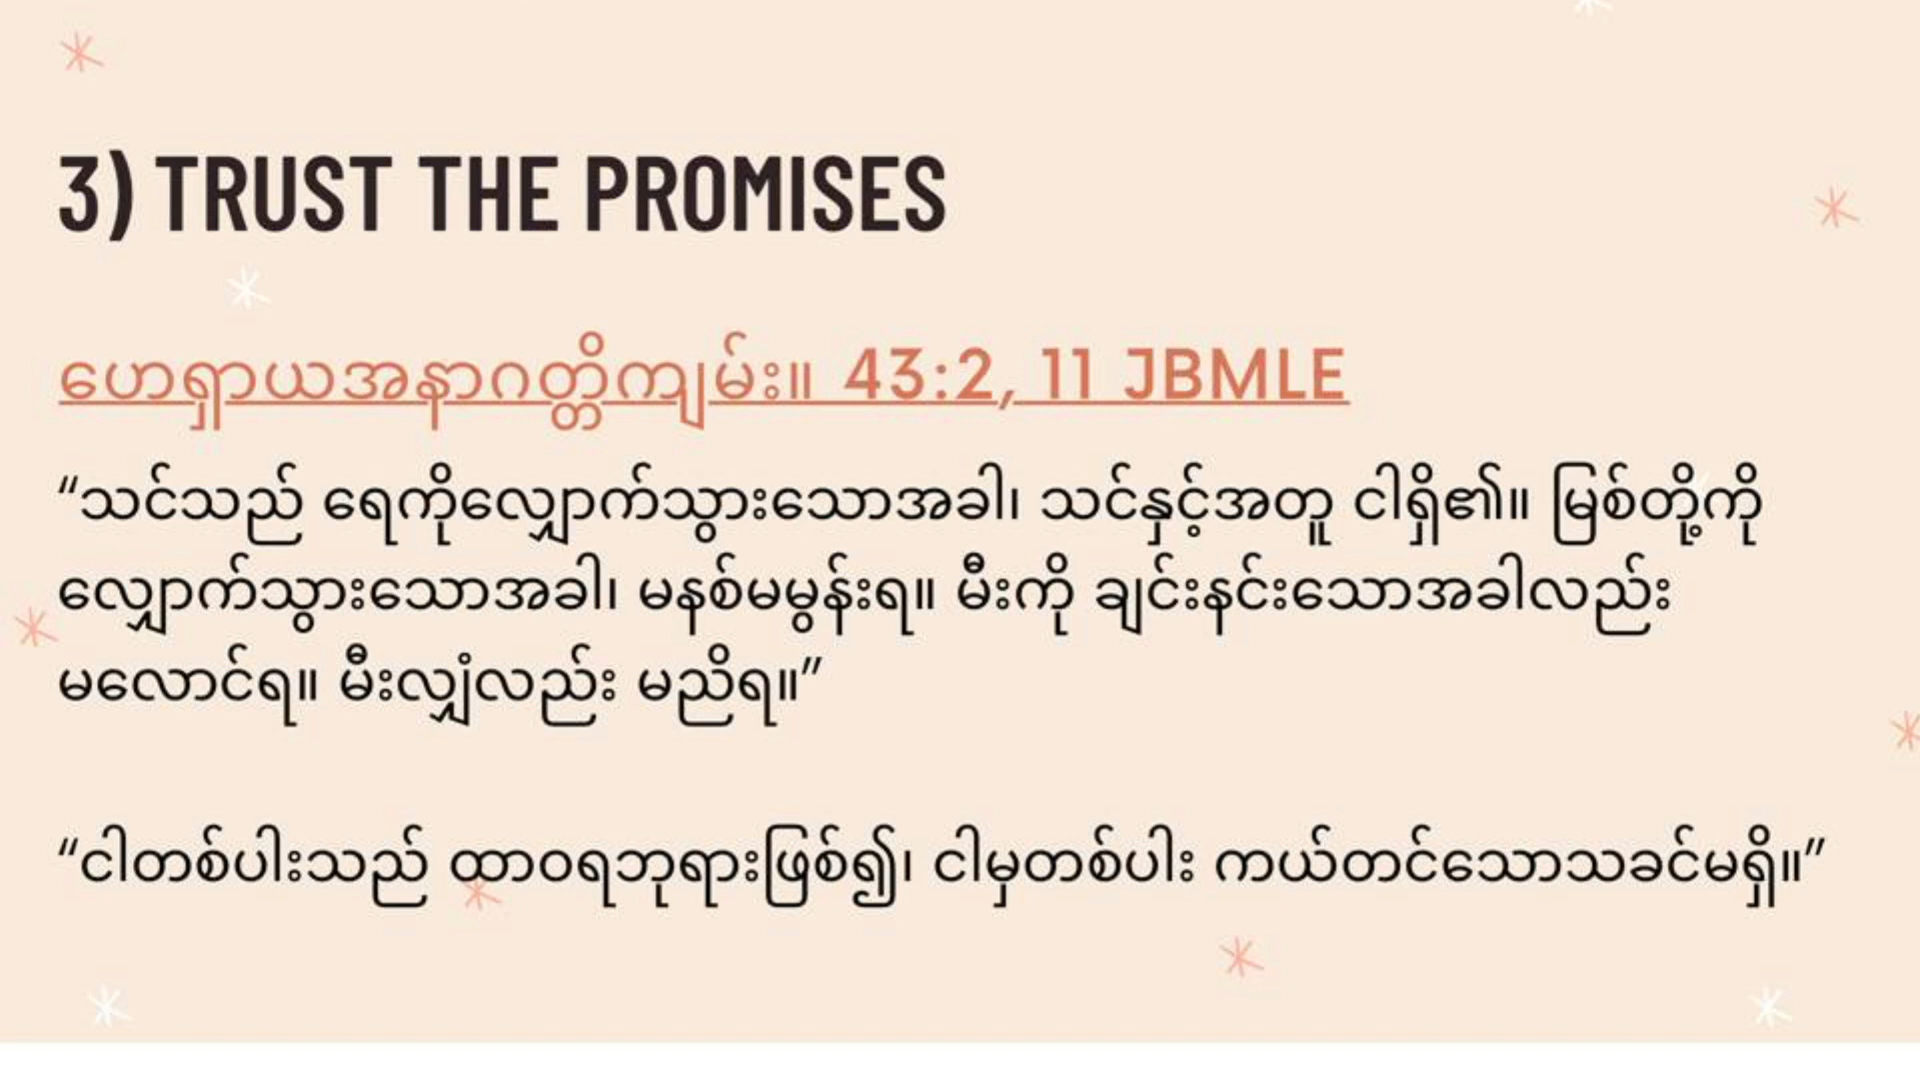 3) TRUST THE PROMISES
ဟေရှာယအနာဂတ္တိကျမ်း။ 43:2, 11 JBMLE
“သင်သည် ရေကိုလျှောက်သွားသောအခါ၊ သင်နှင့်အတူ ငါရှိ၏။ မြစ်တို့ကို
လျှောက်သွားသောအခါ၊ မနစ်မမွန်းရ။ မီးကို ချင်းနင်းသောအခါလည်း
မလောင်ရ။ မီးလျှံလည်း မညိရ။”
“ငါတစ်ပါးသည် ထာဝရဘုရားဖြစ်၍၊ ငါမှတစ်ပါး ကယ်တင်သောသခင်မရှိ။”